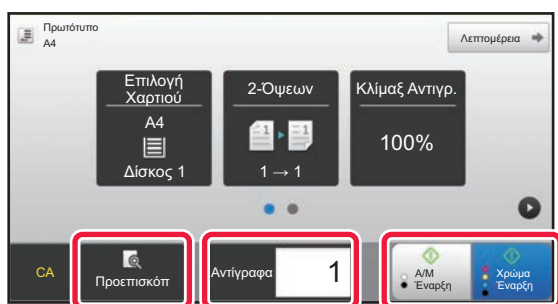 Πρωτότυπο
A4
Λεπτομέρεια
Επιλογή
Χαρτιού
A4
Δίσκος 1
2-Όψεων
1 → 1
Κλίμαξ Αντιγρ.
100%
CA
Προεπισκόπ
Αντίγραφα
1
Α/Μ
Έναρξη
Χρώμα
Έναρξη